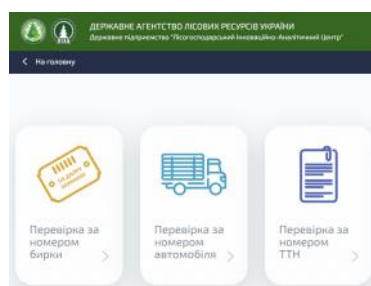 ДЕРЖАВНЕ АГЕНТСТВО ЛІСОВИХ РЕСУРСІВ УКРАЇНИ
Державне підприємство "Лісогосподарський Інноваційно-Аналітичний Центр"
На головну
Перевірка за
номером
бирки
Перевірка за
номером
автомобіля
Перевірка за
номером
ТТН